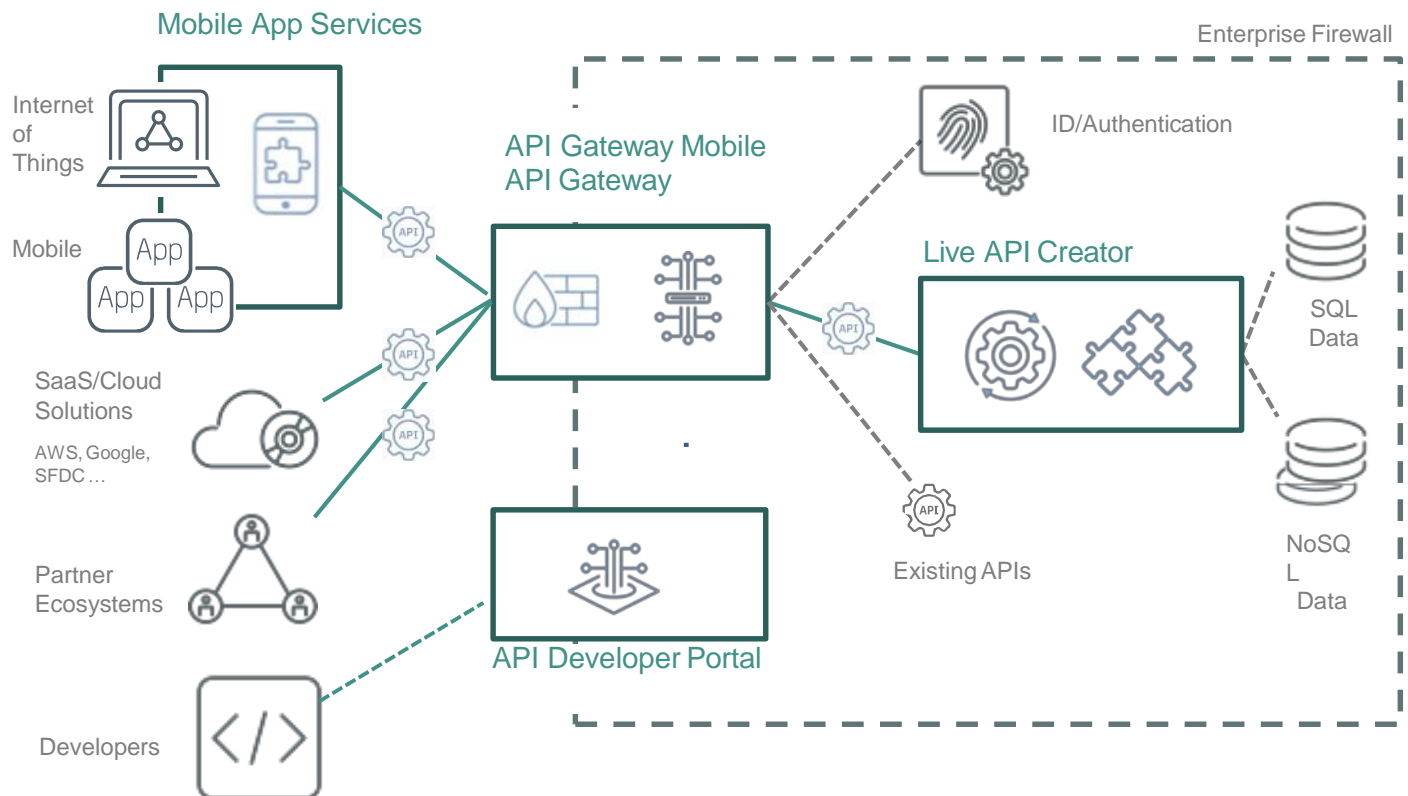 Mobile App Services
Enterprise Firewall
Internet
of
Things
Mobile
App
App
App
API
API Gateway Mobile
API Gateway
ID/Authentication
Live API Creator
API
SQL
Data
SaaS/Cloud
Solutions
AWS, Google,
SFDC ...
API
API
Partner
Ecosystems
API
Existing APIs
NoSQ
L
Data
API Developer Portal
</>
Developers